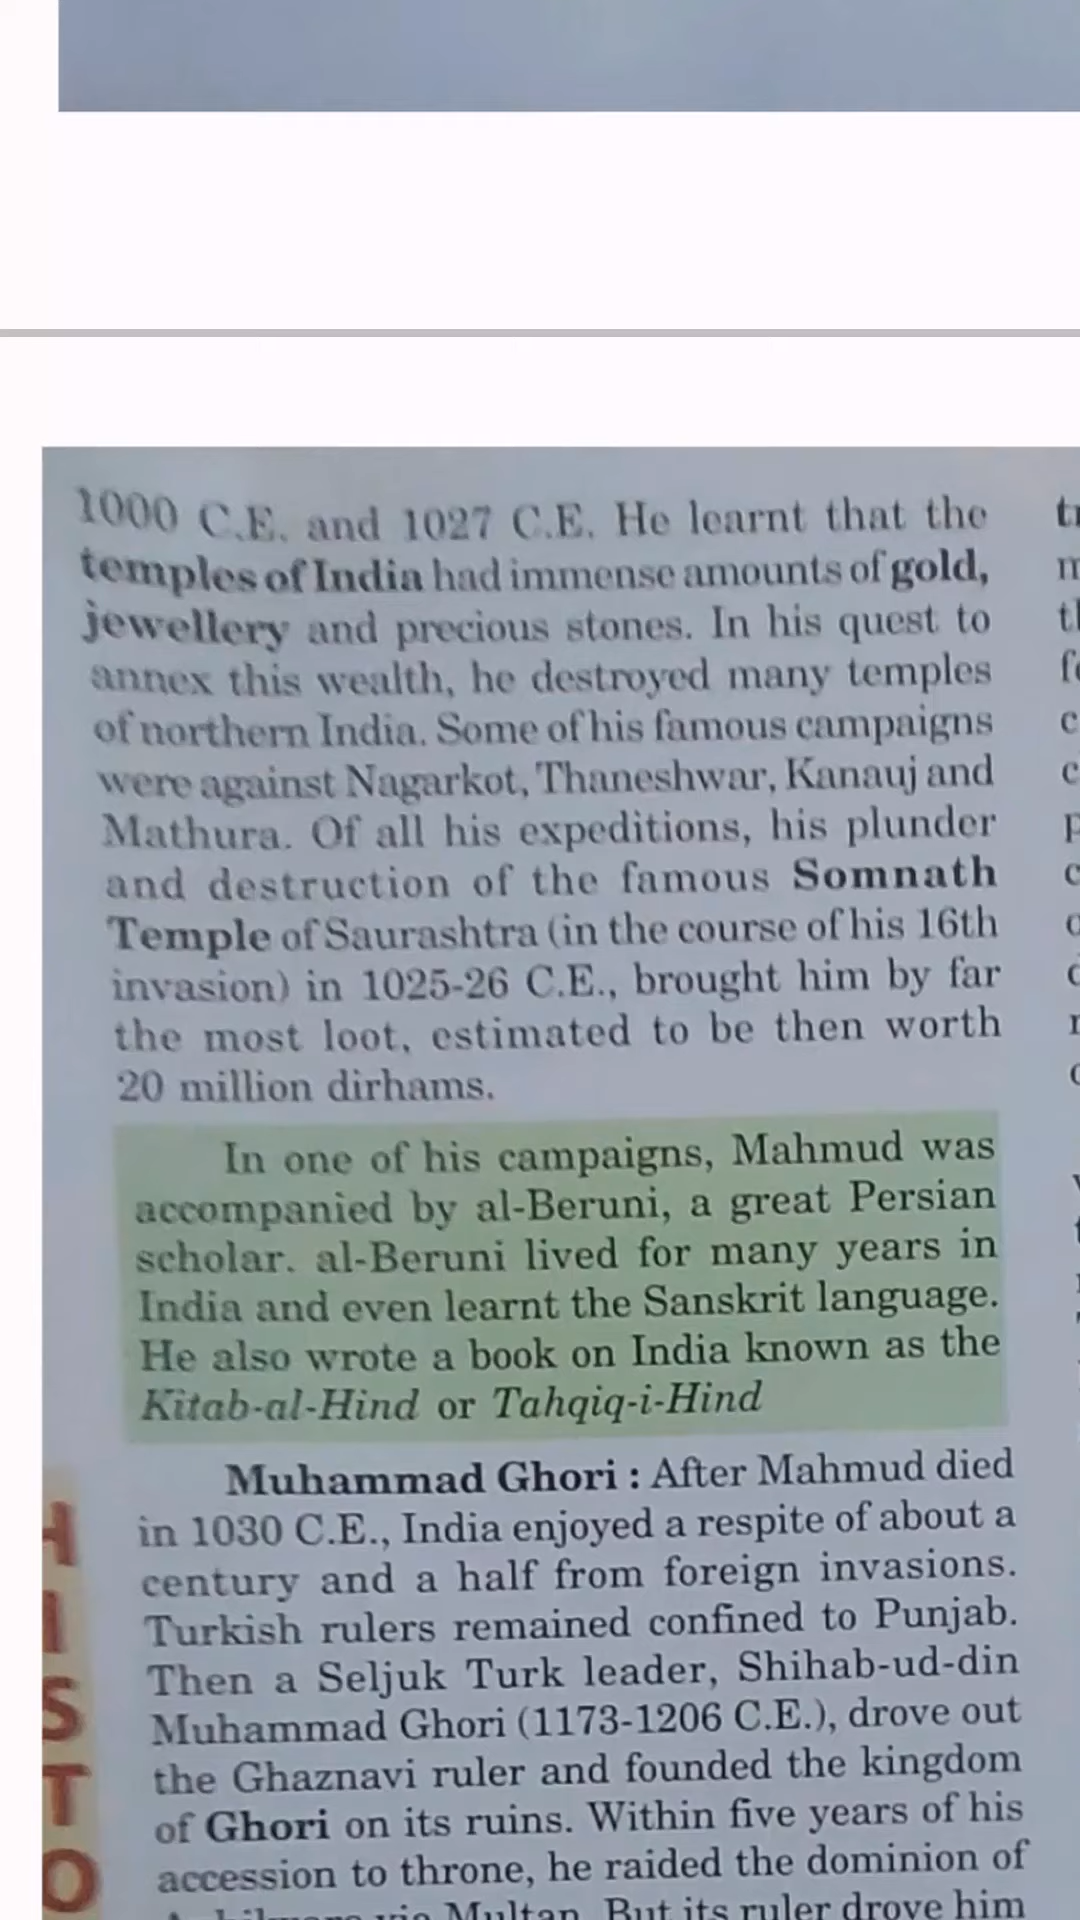 1000 C.E. and 1027 C.E. He learnt that the
temples of India had immense amounts of gold,
jewellery and precious stones. In his quest to
annex this wealth, he destroyed many temples
of northern India. Some of his famous campaigns
were against Nagarkot, Thaneshwar, Kanauj and
Mathura. Of all his expeditions, his plunder
and destruction of the famous Somnath
Temple of Saurashtra (in the course of his 16th
invasion) in 1025-26 C.E., brought him by far
the most loot, estimated to be then worth
20 million dirhams.
In one of his campaigns, Mahmud was
accompanied by al-Beruni, a great Persian
scholar. al-Beruni lived for many years in
India and even learnt the Sanskrit language.
He also wrote a book on India known as the
Kitab-al-Hind or Tahqiq-i-Hind
Muhammad Ghori : After Mahmud died
in 1030 C.E., India enjoyed a respite of about a
century and a half from foreign invasions.
Turkish rulers remained confined to Punjab.
Then a Seljuk Turk leader, Shihab-ud-din
Muhammad Ghori (1173-1206 C.E.), drove out
the Ghaznavi ruler and founded the kingdom
of Ghori on its ruins. Within five years of his
accession to throne, he raided the dominion of
via Multan. But its ruler drove him
H
I
S
T
O